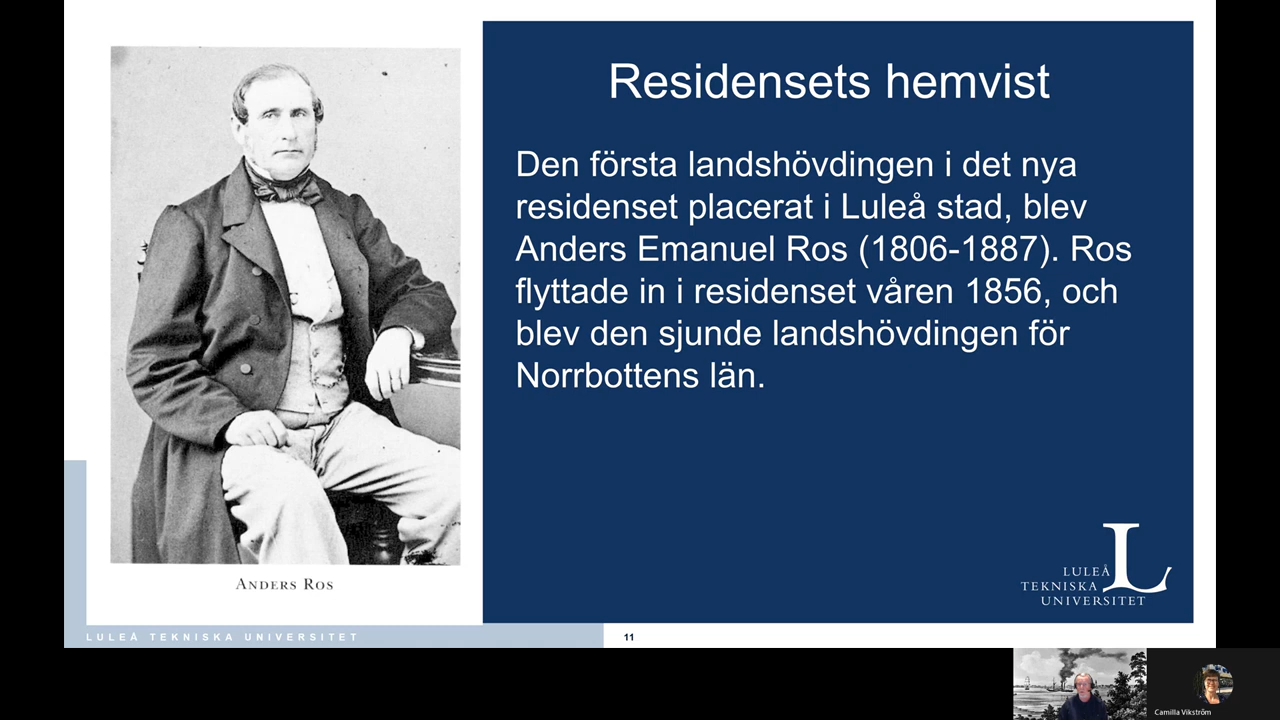 Residensets hemvist
Den första landshövdingen i det nya
residenset placerat i Luleå stad, blev
Anders Emanuel Ros (1806-1887). Ros
flyttade in i residenset våren 1856, och
blev den sjunde landshövdingen för
Norrbottens län.
ANDERS ROS
LULEÅ
TEKNISKA
UNIVERSITET
L
LULEÅ TEKNISKA UNIVERSITET
11
Camilla Vikström